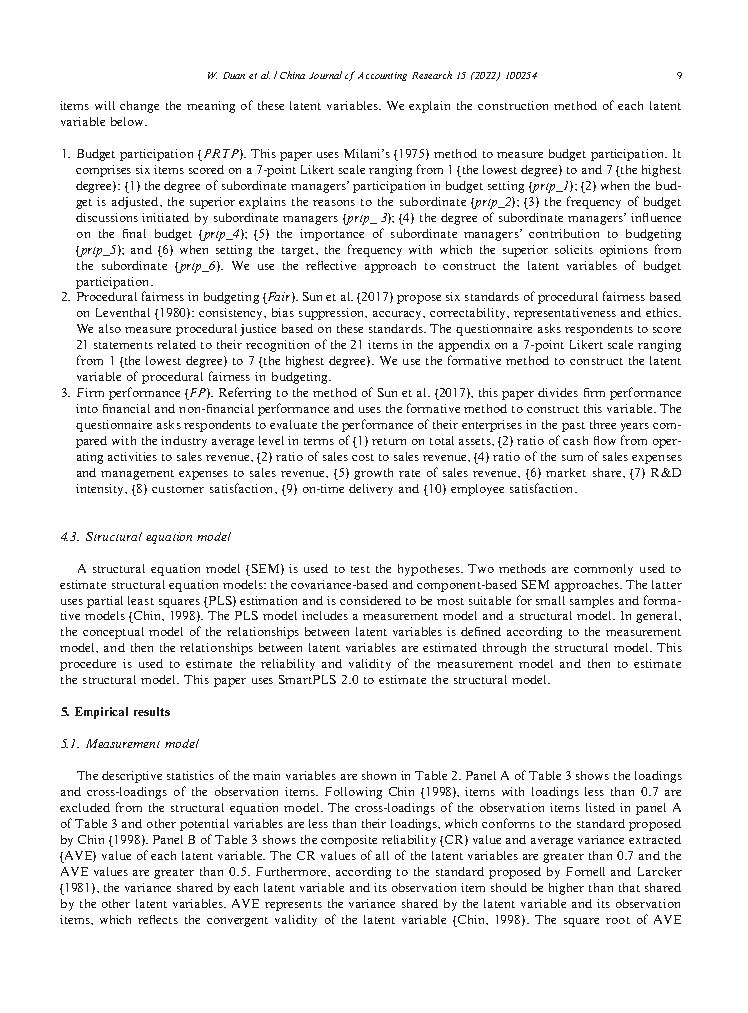 W. Duan et al. / China Journal of Accounting Research 15 (2022) 100254
9
items will change the meaning of these latent variables. We explain the construction method of each latent
variable below.
1. Budget participation (PRTP). This paper uses Milani's (1975) method to measure budget participation. It
comprises six items scored on a 7-point Likert scale ranging from 1 (the lowest degree) to and 7 (the highest
degree): (1) the degree of subordinate managers' participation in budget setting (prtp_1); (2) when the bud-
get is adjusted, the superior explains the reasons to the subordinate (prtp_2); (3) the frequency of budget
discussions initiated by subordinate managers (prtp_ 3); (4) the degree of subordinate managers' influence
on the final budget (prtp_4); (5) the importance of subordinate managers' contribution to budgeting
(prtp_5); and (6) when setting the target, the frequency with which the superior solicits opinions from
the subordinate (prtp_6). We use the reflective approach to construct the latent variables of budget
participation.
2. Procedural fairness in budgeting (Fair). Sun et al. (2017) propose six standards of procedural fairness based
on Leventhal (1980): consistency, bias suppression, accuracy, correctability, representativeness and ethics.
We also measure procedural justice based on these standards. The questionnaire asks respondents to score
21 statements related to their recognition of the 21 items in the appendix on a 7-point Likert scale ranging
from 1 (the lowest degree) to 7 (the highest degree). We use the formative method to construct the latent
variable of procedural fairness in budgeting.
3. Firm performance (FP). Referring to the method of Sun et al. (2017), this paper divides firm performance
into financial and non-financial performance and uses the formative method to construct this variable. The
questionnaire asks respondents to evaluate the performance of their enterprises in the past three years com-
pared with the industry average level in terms of (1) return on total assets, (2) ratio of cash flow from oper-
ating activities to sales revenue, (2) ratio of sales cost to sales revenue, (4) ratio of the sum of sales expenses
and management expenses to sales revenue, (5) growth rate of sales revenue, (6) market share, (7) R&D
intensity, (8) customer satisfaction, (9) on-time delivery and (10) employee satisfaction.
4.3. Structural equation model
A structural equation model (SEM) is used to test the hypotheses. Two methods are commonly used to
estimate structural equation models: the covariance-based and component-based SEM approaches. The latter
uses partial least squares (PLS) estimation and is considered to be most suitable for small samples and forma-
tive models (Chin, 1998). The PLS model includes a measurement model and a structural model. In general,
the conceptual model of the relationships between latent variables is defined according to the measurement
model, and then the relationships between latent variables are estimated through the structural model. This
procedure is used to estimate the reliability and validity of the measurement model and then to estimate
the structural model. This paper uses SmartPLS 2.0 to estimate the structural model.
5. Empirical results
5.1. Measurement model
The descriptive statistics of the main variables are shown in Table 2. Panel A of Table 3 shows the loadings
and cross-loadings of the observation items. Following Chin (1998), items with loadings less than 0.7 are
excluded from the structural equation model. The cross-loadings of the observation items listed in panel A
of Table 3 and other potential variables are less than their loadings, which conforms to the standard proposed
by Chin (1998). Panel B of Table 3 shows the composite reliability (CR) value and average variance extracted
(AVE) value of each latent variable. The CR values of all of the latent variables are greater than 0.7 and the
AVE values are greater than 0.5. Furthermore, according to the standard proposed by Fornell and Larcker
(1981), the variance shared by each latent variable and its observation item should be higher than that shared
by the other latent variables. AVE represents the variance shared by the latent variable and its observation
items, which reflects the convergent validity of the latent variable (Chin, 1998). The square root of AVE